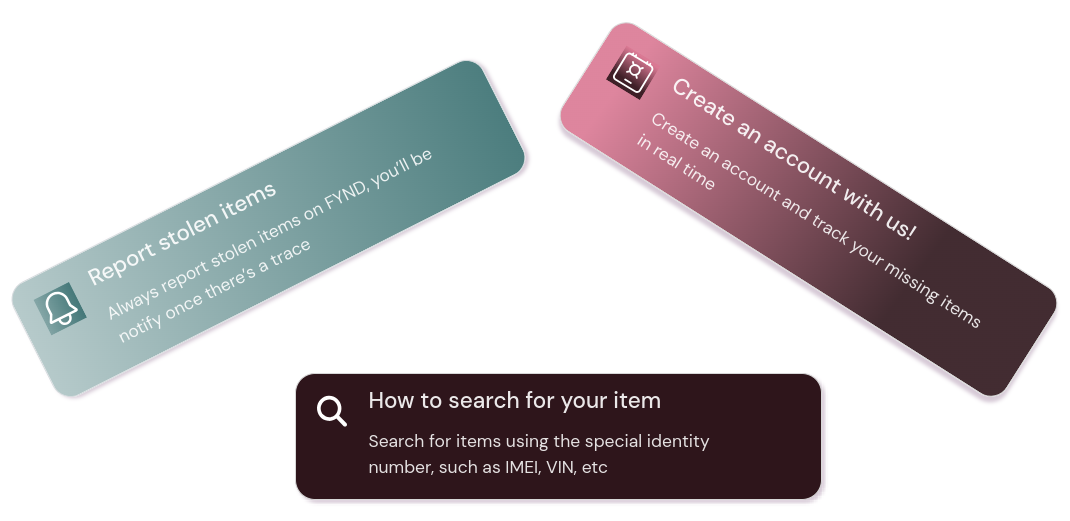 Report stolen items
Always report stolen items on FYND, you’ll be
notify once there’s a trace
Create an account with us!
Create an account and track your missing items
in real time
How to search for your item
Search for items using the special identity
number, such as IMEI, VIN, etc